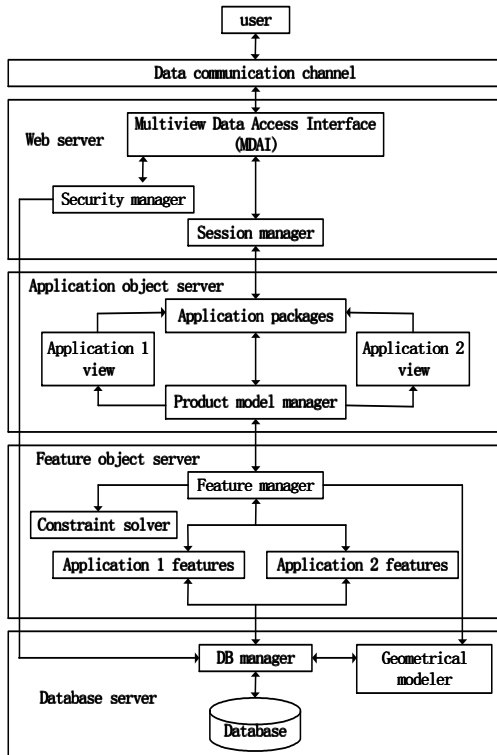 user
Data communication channel
Multiview Data Access Interface
(MDAI)
Web server
Security manager
Session manager
Application object server
Application packages
Application 1
view
Application 2
view
Product model manager
Feature object server
Feature manager
Constraint solver
Application 1 features
Application 2 features
DB manager
Geometrical
modeler
Database server
Database